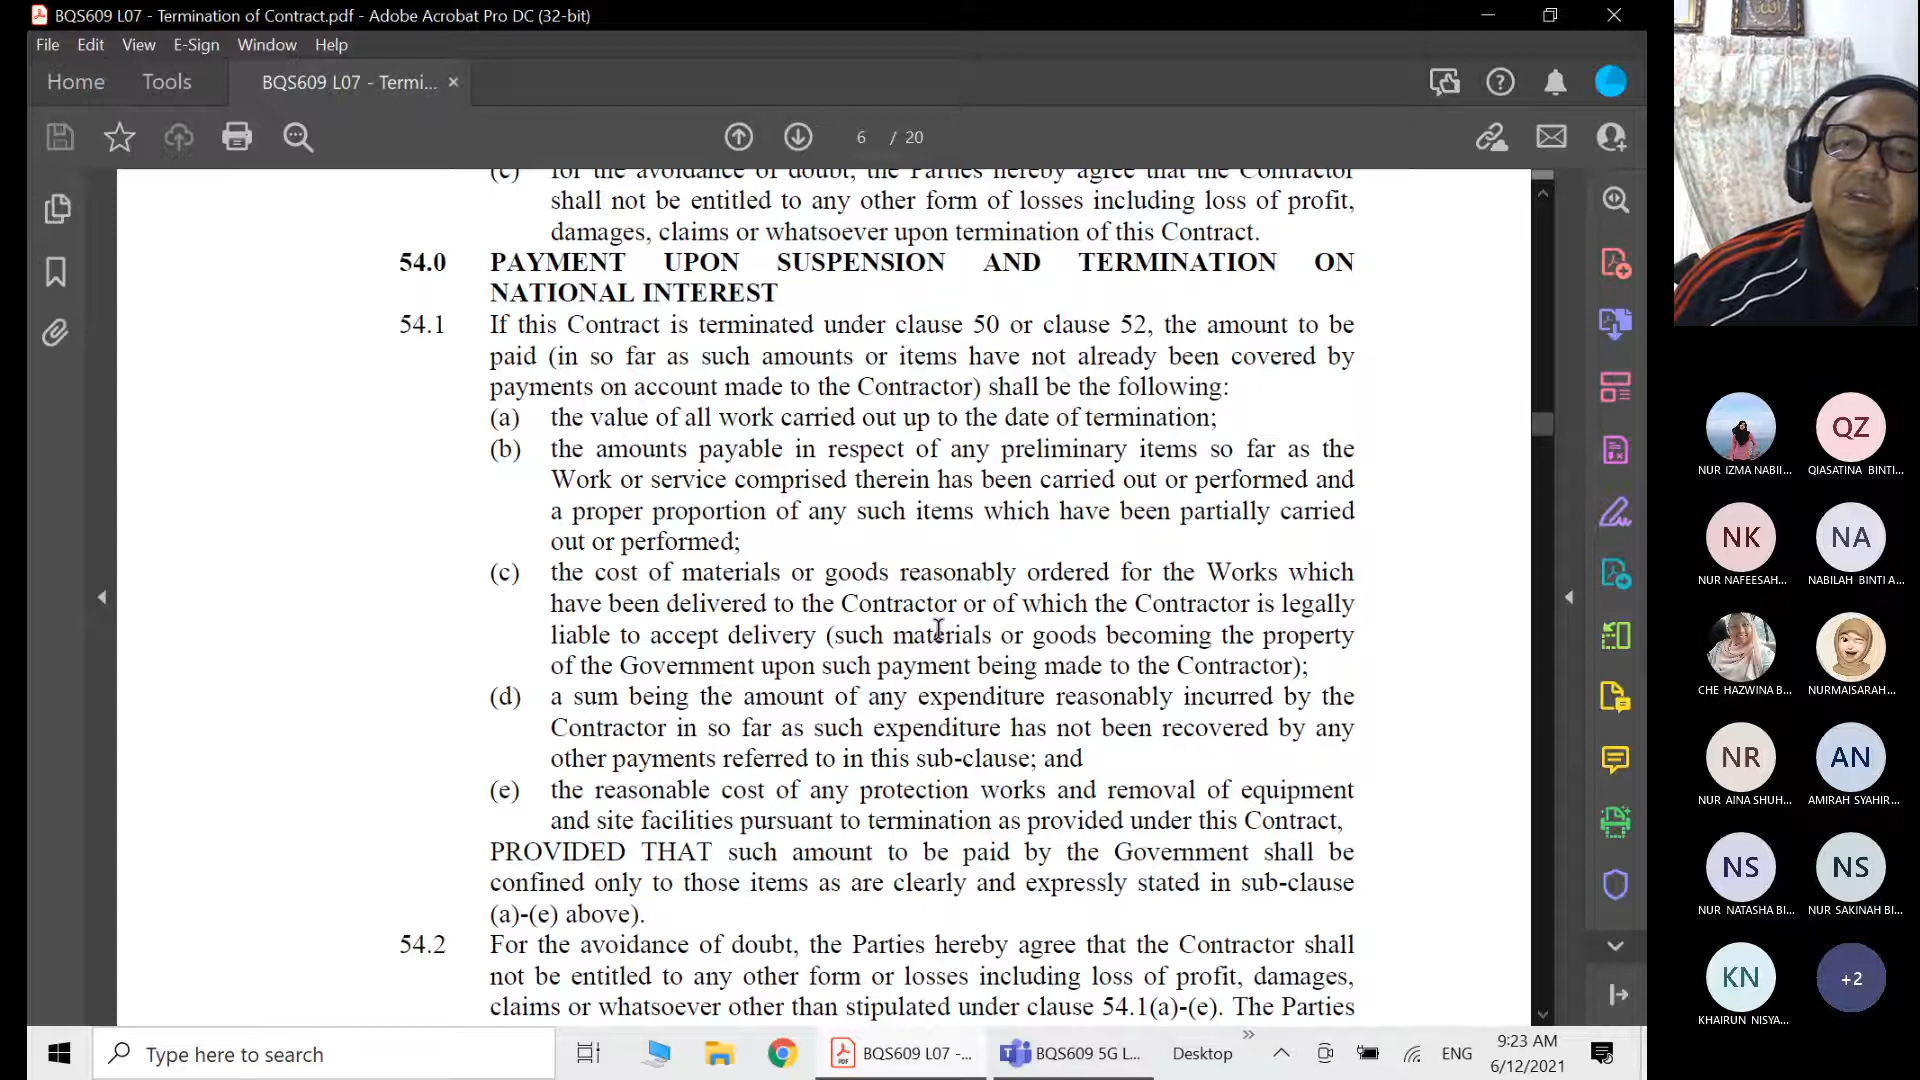 BQS609 L07 - Termination of Contract.pdf - Adobe Acrobat Pro DC (32-bit)
File Edit View E-Sign Window Help
Home Tools BQS609 L07 - Termi... ×
6 / 20
(c) for the avoidance of doubt, the Parties hereby agree that the Contractor
shall not be entitled to any other form of losses including loss of profit,
damages, claims or whatsoever upon termination of this Contract.
54.0 PAYMENT UPON SUSPENSION AND TERMINATION ON
NATIONAL INTEREST
54.1 If this Contract is terminated under clause 50 or clause 52, the amount to be
paid (in so far as such amounts or items have not already been covered by
payments on account made to the Contractor) shall be the following:
(a) the value of all work carried out up to the date of termination;
(b) the amounts payable in respect of any preliminary items so far as the
Work or service comprised therein has been carried out or performed and
a proper proportion of any such items which have been partially carried
out or performed;
(c) the cost of materials or goods reasonably ordered for the Works which
have been delivered to the Contractor or of which the Contractor is legally
liable to accept delivery (such materials or goods becoming the property
of the Government upon such payment being made to the Contractor);
(d) a sum being the amount of any expenditure reasonably incurred by the
Contractor in so far as such expenditure has not been recovered by any
other payments referred to in this sub-clause; and
(e) the reasonable cost of any protection works and removal of equipment
and site facilities pursuant to termination as provided under this Contract,
PROVIDED THAT such amount to be paid by the Government shall be
confined only to those items as are clearly and expressly stated in sub-clause
(a)-(e) above).
54.2 For the avoidance of doubt, the Parties hereby agree that the Contractor shall
not be entitled to any other form or losses including loss of profit, damages,
claims or whatsoever other than stipulated under clause 54.1(a)-(e). The Parties
QZ
NUR IZMA NABII... QIASATINA BINTI...
NK NA
NUR NAFEESAH... NABILAH BINTI A...
CHE HAZWINA B... NURMAISARAH...
NR AN
NUR AINA SHUH... AMIRAH SYAHIR...
NS NS
NUR NATASHA BI... NUR SAKINAH BI...
KN +2
KHAIRUN NISYA...
Type here to search
BQS609 L07 -... BQS609 5G L... Desktop ENG
9:23 AM
6/12/2021